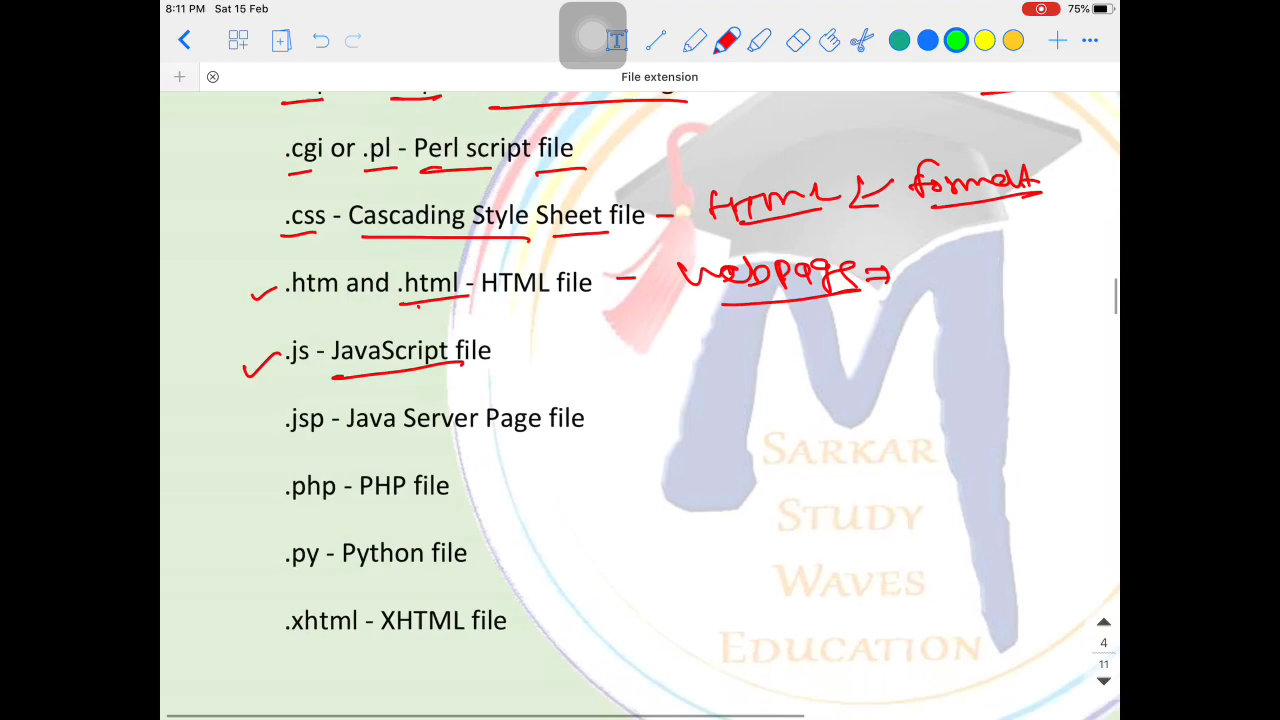 8:11 PM Sat 15 Feb 75%
File extension
.cgi or .pl - Perl script file
.css - Cascading Style Sheet file - HTML format
.htm and .html - HTML file - webpage
.js - JavaScript file
.jsp - Java Server Page file
.php - PHP file
.py - Python file
.xhtml - XHTML file
SARKAR
STUDY
WAVES
EDUCATION
4
11